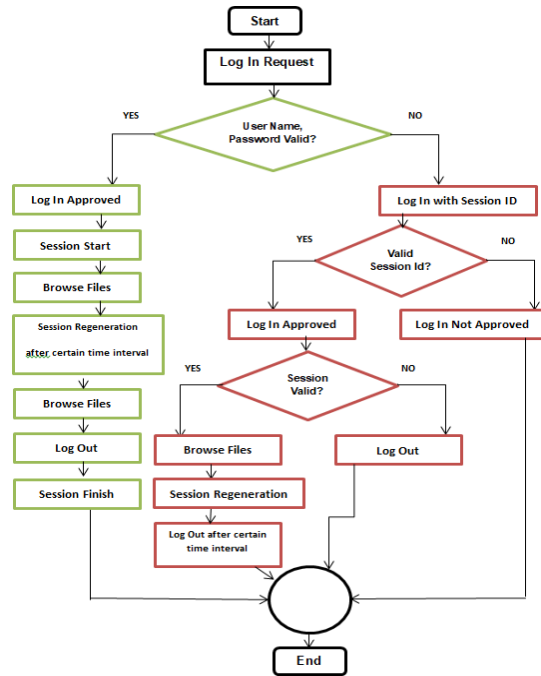 Start
Log In Request
YES
NO
User Name,
Password Valid?
Log In Approved
Log In with Session ID
Session Start
YES
Valid
Session Id?
NO
Browse Files
Session Regeneration
after certain time interval
Log In Approved
Log In Not Approved
YES
Session
Valid?
NO
Browse Files
Log Out
Session Finish
Browse Files
Log Out
Session Regeneration
Log Out after certain
time interval
End